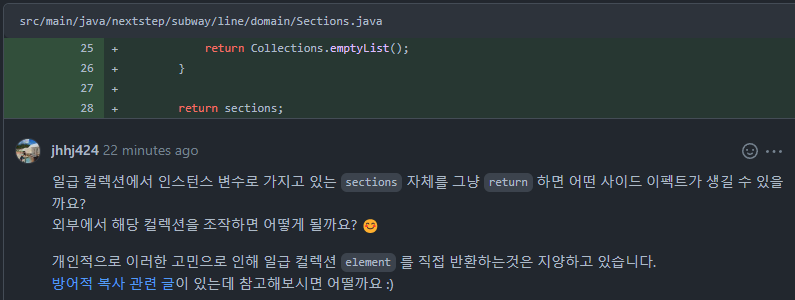 src/main/java/nextstep/subway/line/domain/Sections.java
25 + return Collections.emptyList();
26 + }
27 +
28 + return sections;
jhhj424 22 minutes ago
일급 컬렉션에서 인스턴스 변수로 가지고 있는 sections 자체를 그냥 return 하면 어떤 사이드 이펙트가 생길 수 있을
까요?
외부에서 해당 컬렉션을 조작하면 어떻게 될까요? 😊
개인적으로 이러한 고민으로 인해 일급 컬렉션 element 를 직접 반환하는것은 지양하고 있습니다.
방어적 복사 관련 글이 있는데 참고해보시면 어떨까요 :)